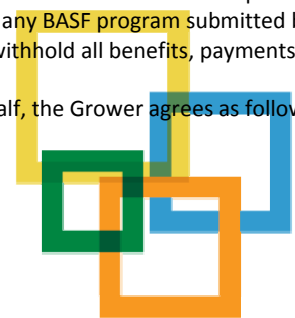 any BASF program submitted
withhold all benefits, payments
alf, the Grower agrees as follow